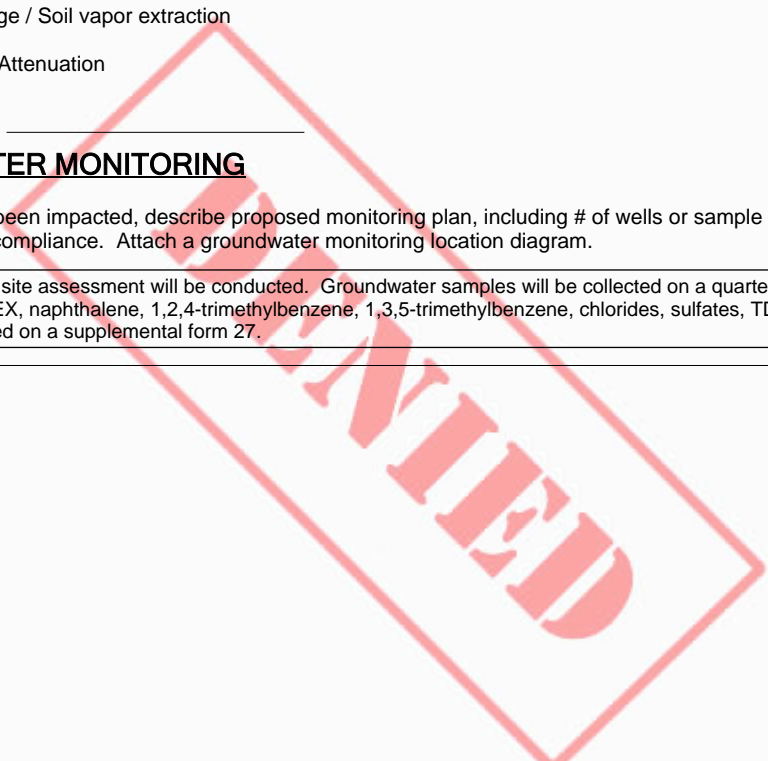 ge / Soil vapor extraction
Attenuation
TER MONITORING
been impacted, describe proposed monitoring plan, including # of wells or sample
compliance.  Attach a groundwater monitoring location diagram.
site assessment will be conducted.  Groundwater samples will be collected on a quarte
EX, naphthalene, 1,2,4-trimethylbenzene, 1,3,5-trimethylbenzene, chlorides, sulfates, TD
ed on a supplemental form 27.
DENIED